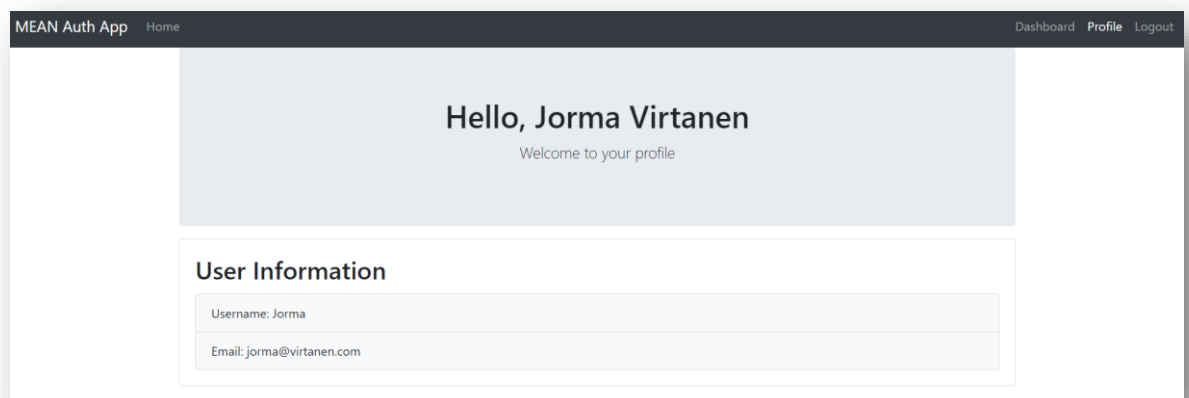 MEAN Auth App Home Dashboard Profile Logout
Hello, Jorma Virtanen
Welcome to your profile
User Information
Username: Jorma
Email: jorma@virtanen.com